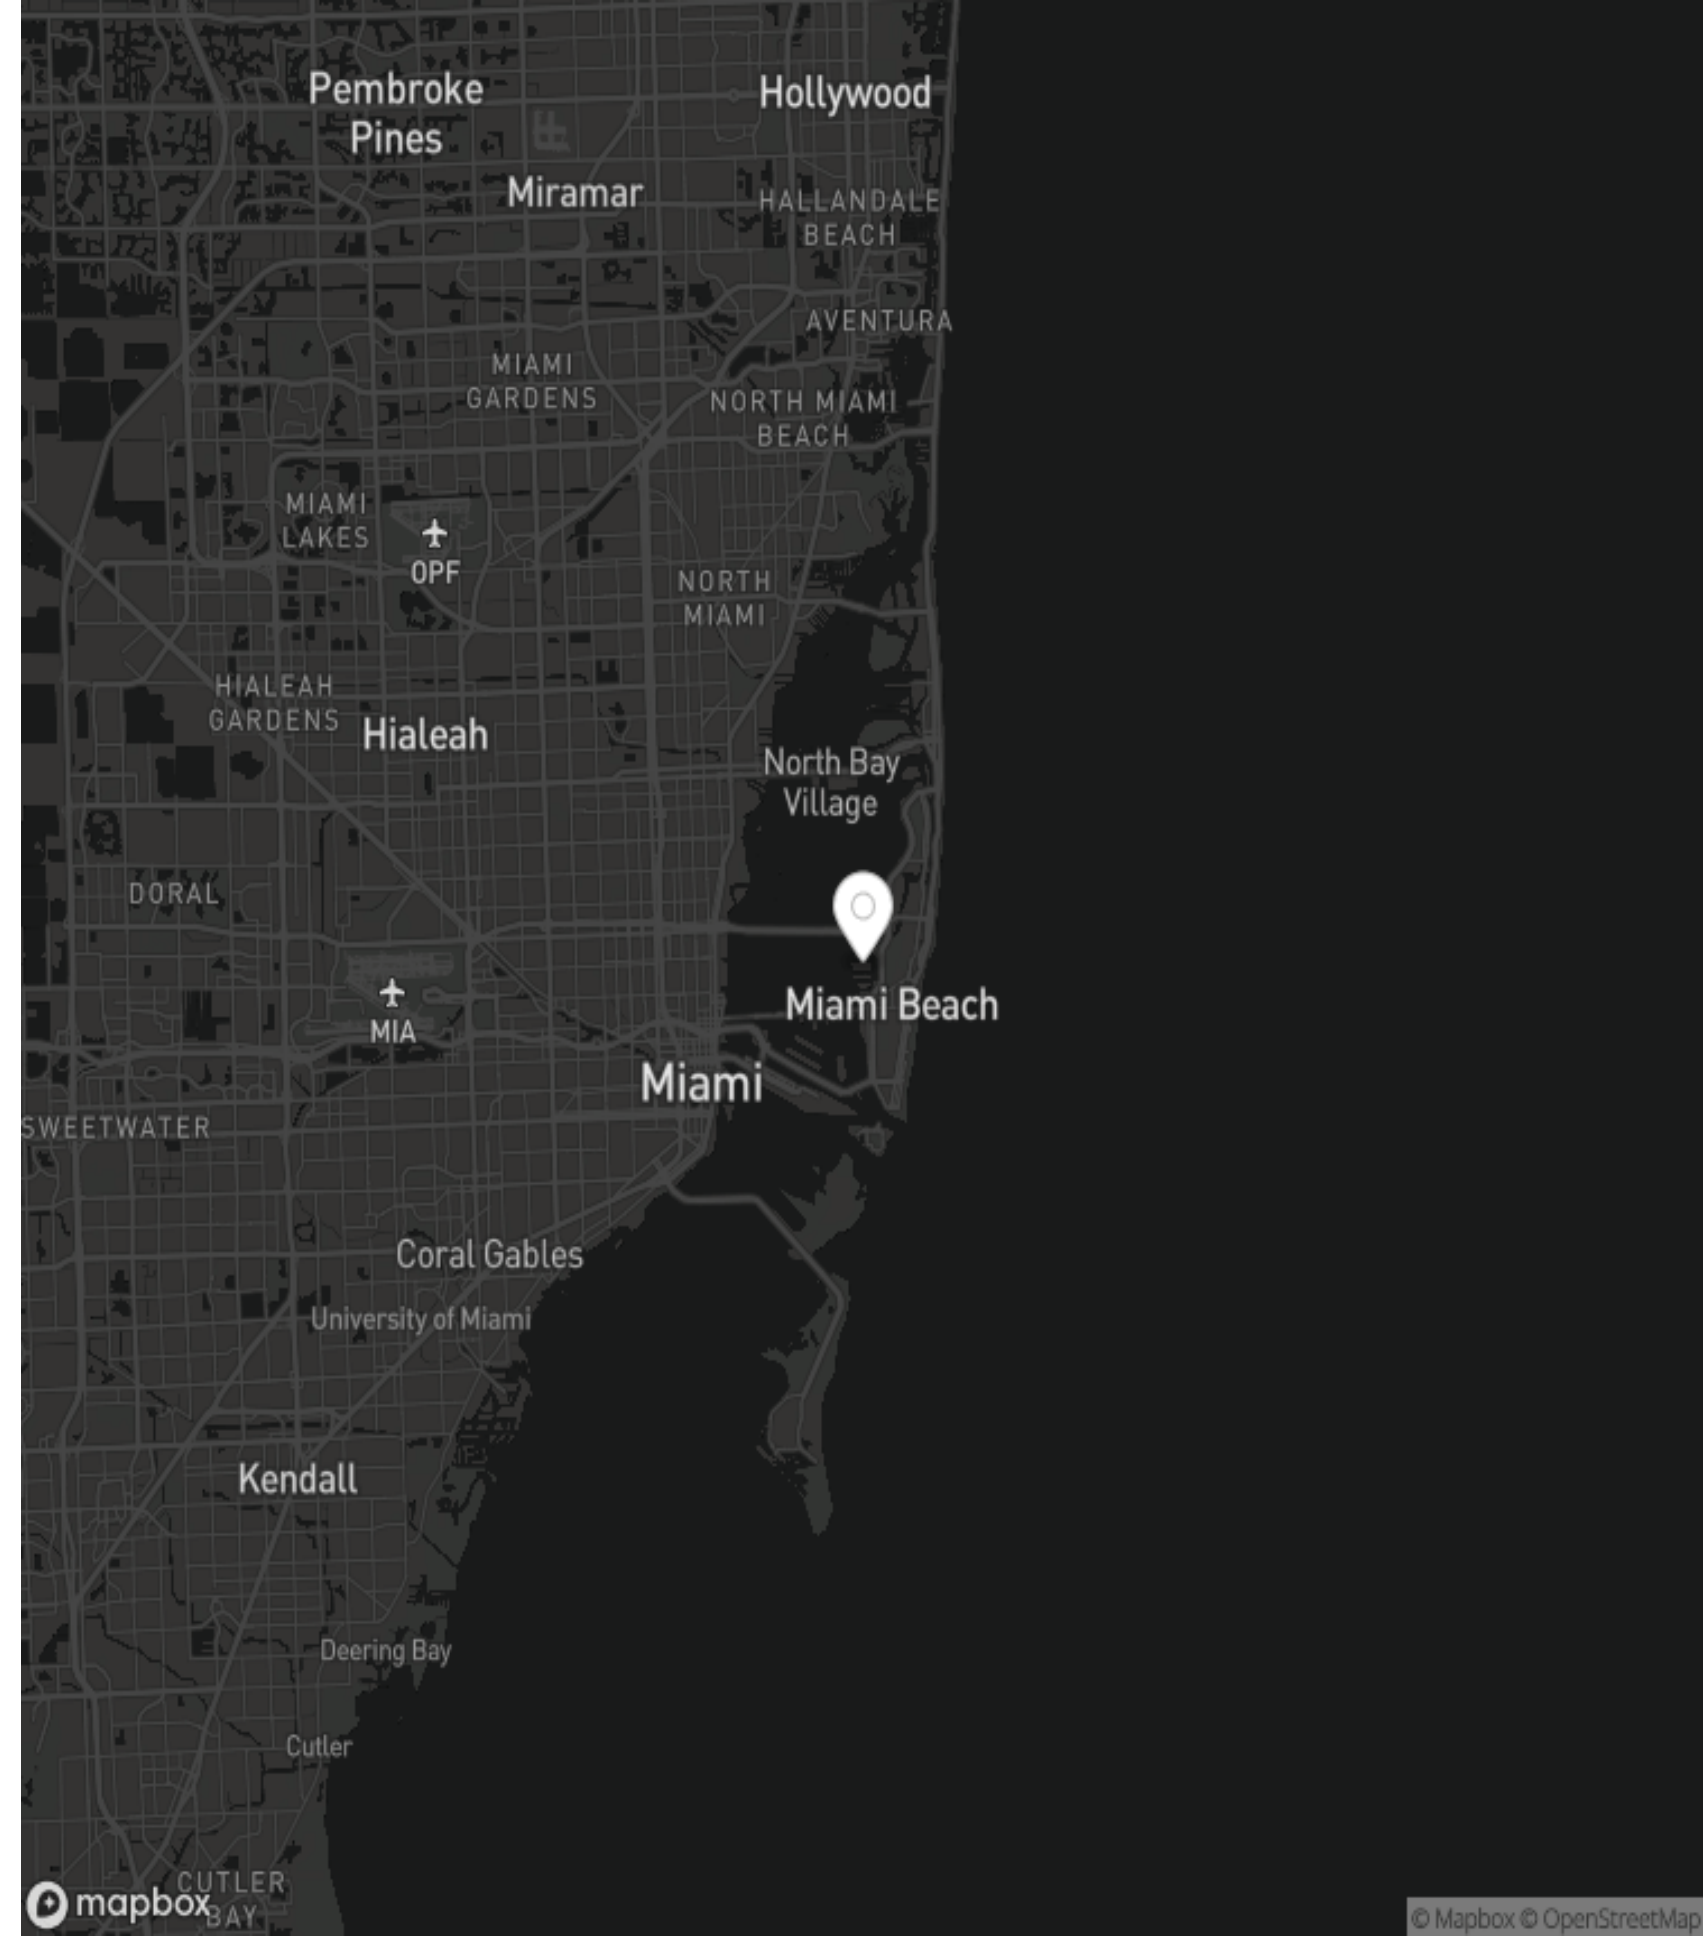 Pembroke
Pines
Hollywood
Miramar
HALLANDALE
BEACH
AVENTURA
MIAMI
GARDENS
NORTH MIAMI
BEACH
MIAMI
LAKES
OPF
NORTH
MIAMI
HIALEAH
GARDENS
Hialeah
North Bay
Village
DORAL
MIA
Miami Beach
Miami
SWEETWATER
Coral Gables
University of Miami
Kendall
Deering Bay
Cutler
CUTLER
BAY
mapbox
© Mapbox © OpenStreetMap